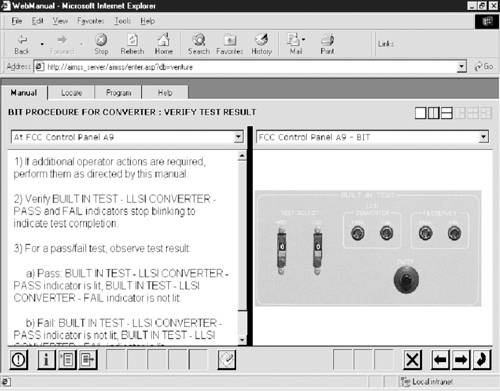 WebManual - Microsoft Internet Explorer
File Edit View Favorites Tools Help
Back Forward Stop Refresh Home Search Favorites History Mail Print Links
Address http://aimss_server/amss/enter.asp?db=venture Go
Manual Locate Program Help
BIT PROCEDURE FOR CONVERTER : VERIFY TEST RESULT
At FCC Control Panel A9
FCC Control Panel A9 - BIT
1) If additional operator actions are required,
perform them as directed by this manual.
2) Verify BUILT IN TEST - LLSI CONVERTER -
PASS and FAIL indicators stop blinking to
indicate test completion.
3) For a pass/fail test, observe test result:
a) Pass: BUILT IN TEST - LLSI CONVERTER -
PASS indicator is lit, BUILT IN TEST - LLSI
CONVERTER - FAIL indicator is not lit.
b) Fail: BUILT IN TEST - LLSI CONVERTER -
PASS indicator is not lit, BUILT IN TEST - LLSI
CONVERTER - FAIL indicator is lit.
BUILT IN TEST
TEST SELECT
LLSI
CONVERTER
6 0
Local intranet